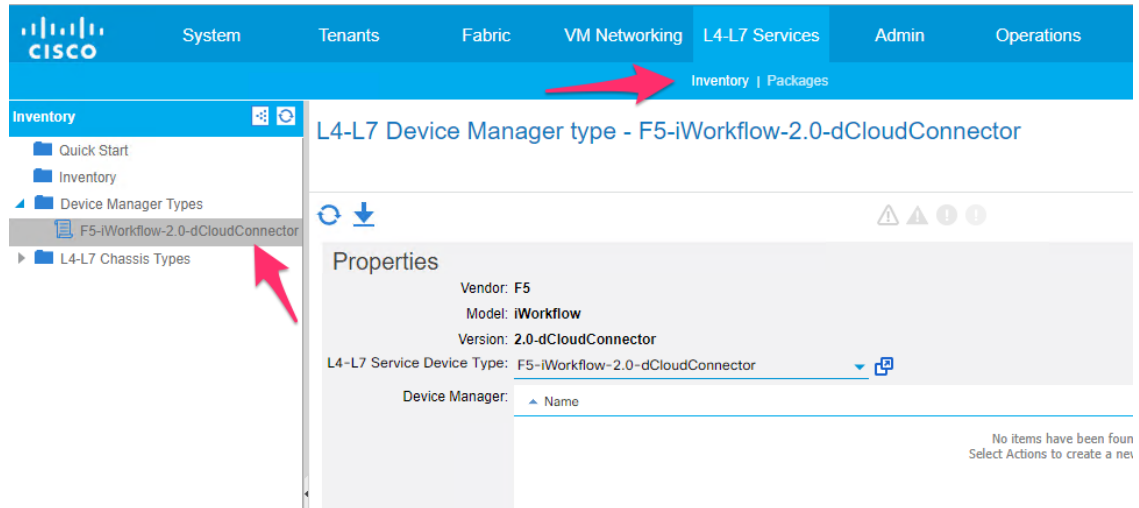 CISCO
System Tenants Fabric VM Networking L4-L7 Services Admin Operations
Inventory | Packages
Inventory
Quick Start
Inventory
Device Manager Types
F5-iWorkflow-2.0-dCloudConnector
L4-L7 Chassis Types
L4-L7 Device Manager type - F5-iWorkflow-2.0-dCloudConnector
Properties
Vendor: F5
Model: iWorkflow
Version: 2.0-dCloudConnector
L4-L7 Service Device Type: F5-iWorkflow-2.0-dCloudConnector
Device Manager: Name
No items have been foun
Select Actions to create a ne